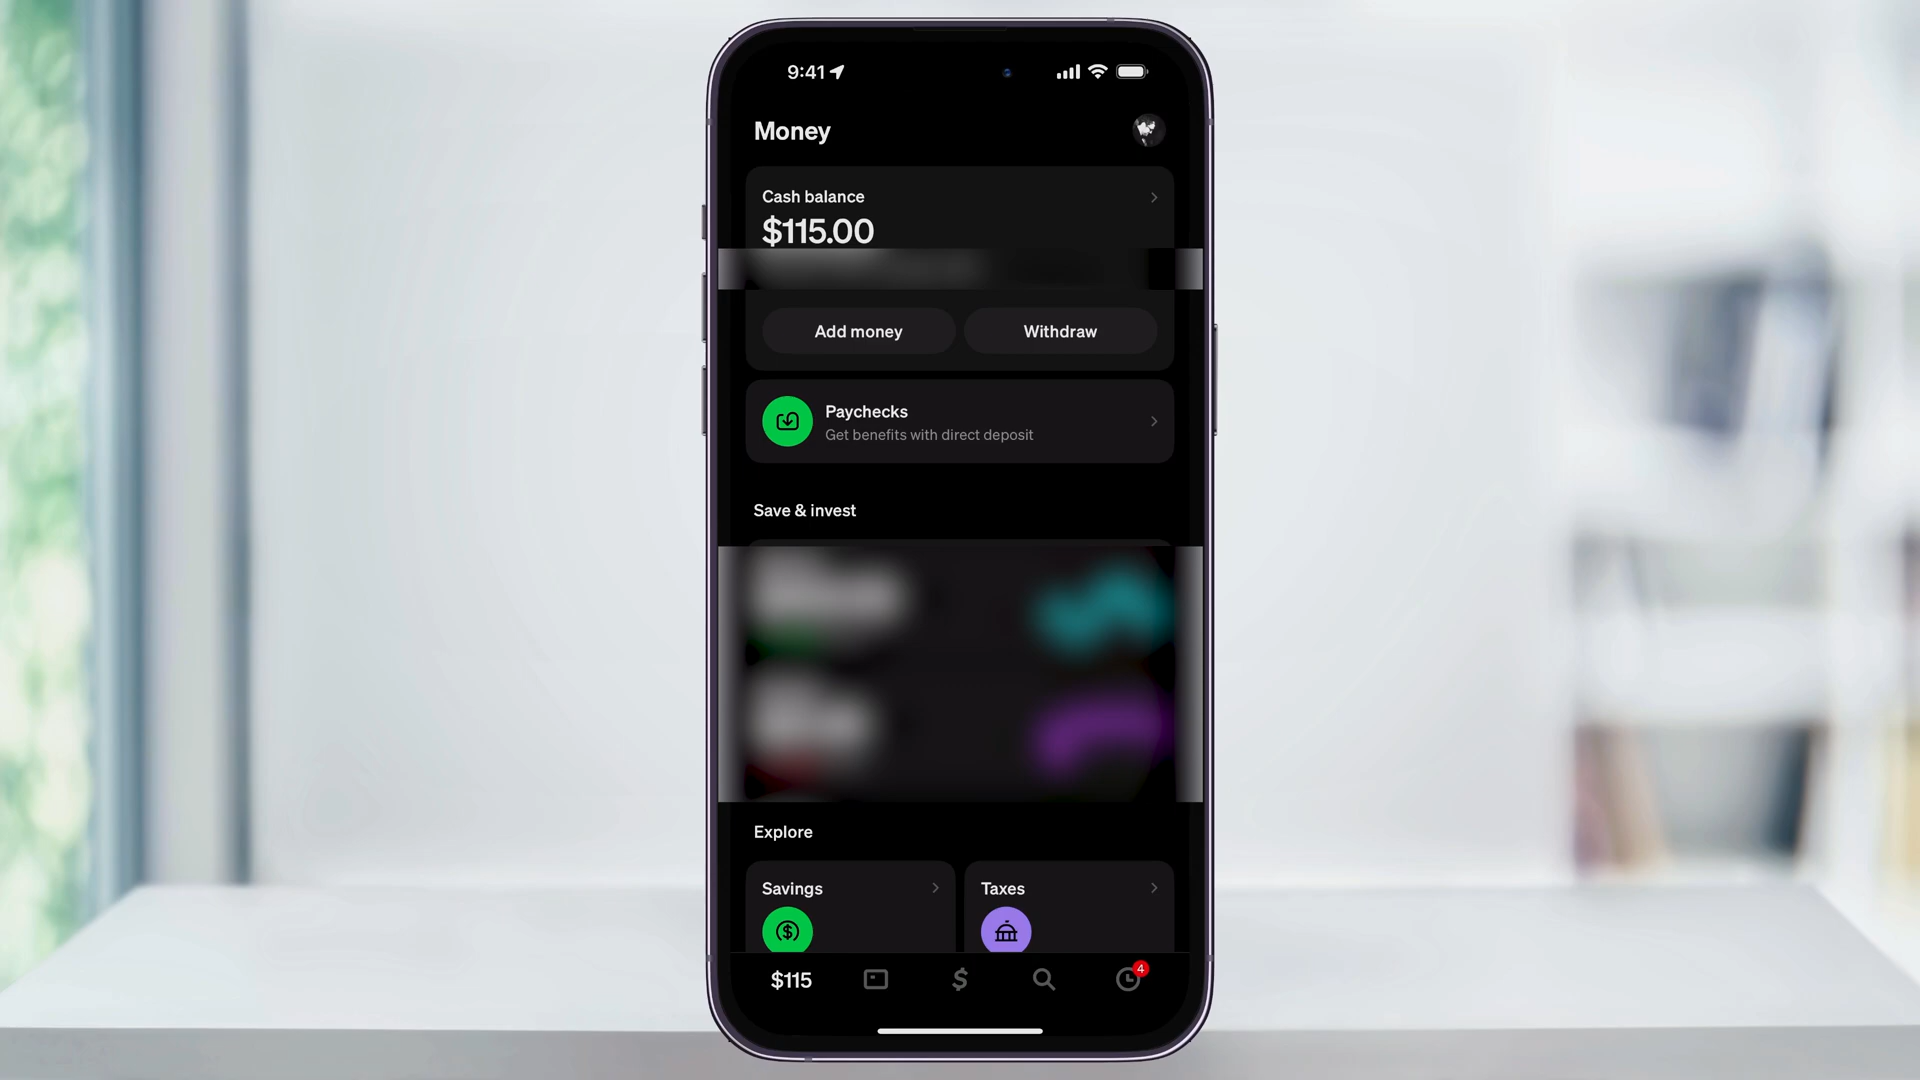 9:41
Money
Cash balance
$115.00
Add money
Withdraw
Paychecks
Get benefits with direct deposit
Save & invest
Explore
Savings
Taxes
$115
4